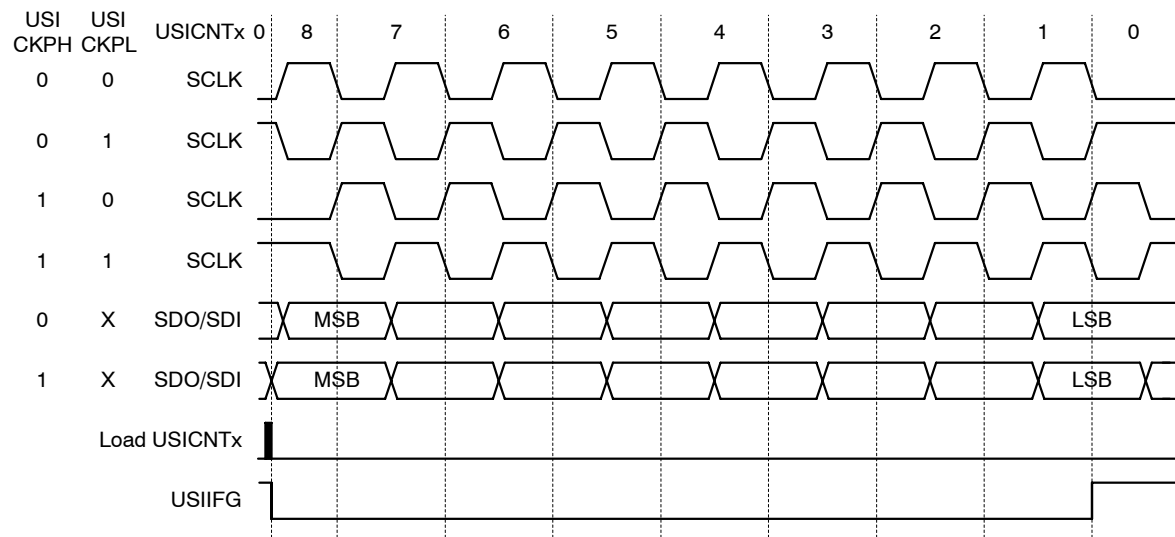 USI USI
CKPH CKPL USICNTx 0 8 7 6 5 4 3 2 1 0
0 0 SCLK
0 1 SCLK
1 0 SCLK
1 1 SCLK
0 X SDO/SDI MSB LSB
1 X SDO/SDI MSB LSB
Load USICNTx
USIIFG